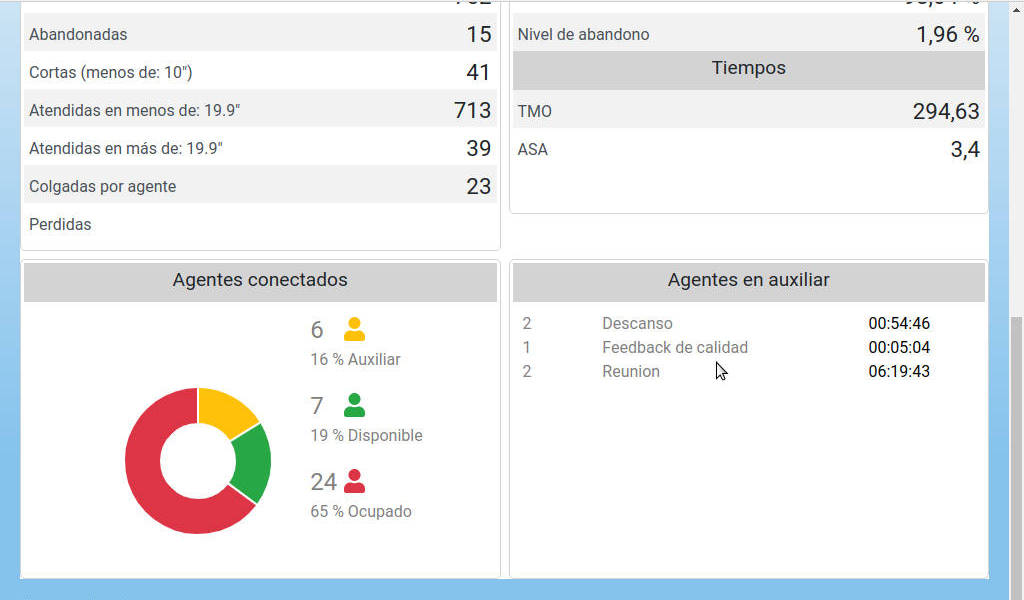 Abandonadas 15
Cortas (menos de: 10") 41
Atendidas en menos de: 19.9" 713
Atendidas en más de: 19.9" 39
Colgadas por agente 23
Perdidas
Nivel de abandono 1,96 %
Tiempos
TMO 294,63
ASA 3,4
Agentes conectados
6
16 % Auxiliar
7
19 % Disponible
24
65 % Ocupado
Agentes en auxiliar
2 Descanso 00:54:46
1 Feedback de calidad 00:05:04
2 Reunion 06:19:43